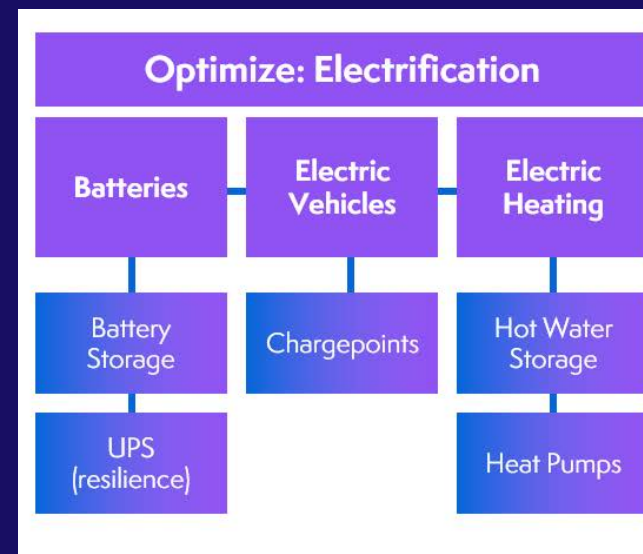 Optimize: Electrification
Batteries
Electric
Vehicles
Electric
Heating
Battery
Storage
Chargepoints
Hot Water
Storage
UPS
(resilience)
Heat Pumps